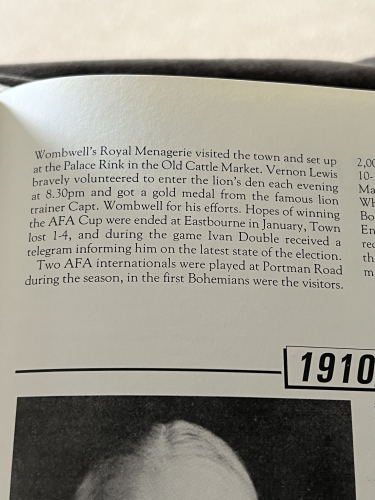 Wombwell's Royal Menagerie visited the town and set up
at the Palace Rink in the Old Cattle Market. Vernon Lewis
bravely volunteered to enter the lion's den each evening
at 8.30pm and got a gold medal from the famous lion
trainer Capt. Wombwell for his efforts. Hopes of winning
the AFA Cup were ended at Eastbourne in January, Town
lost 1-4, and during the game Ivan Double received a
telegram informing him on the latest state of the election.
Two AFA internationals were played at Portman Road
during the season, in the first Bohemians were the visitors.
1910